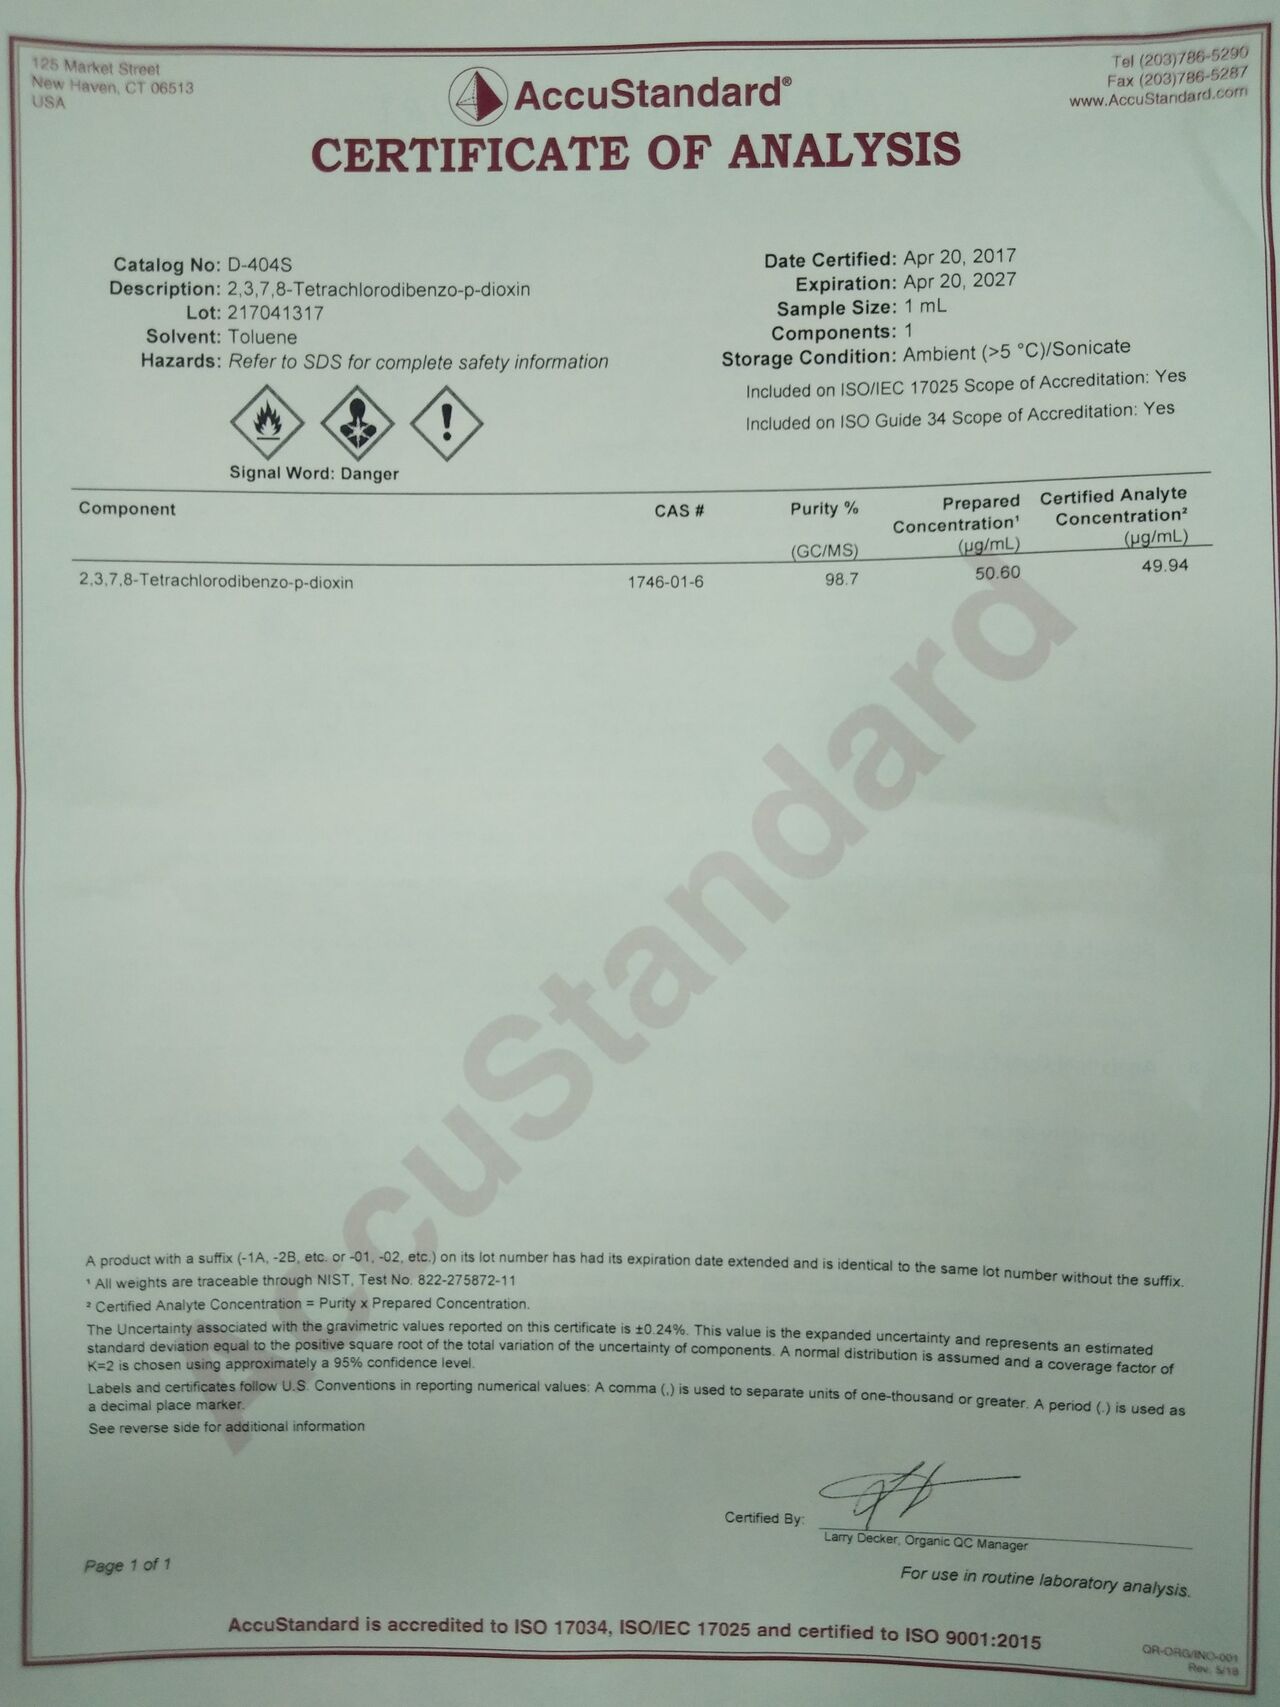 125 Market Street
New Haven, CT 06513
USA
AccuStandard®
Tel (203)786-5290
Fax (203)786-5287
www.AccuStandard.com
CERTIFICATE OF ANALYSIS
Catalog No: D-404S
Description: 2,3,7,8-Tetrachlorodibenzo-p-dioxin
Lot: 217041317
Solvent: Toluene
Hazards: Refer to SDS for complete safety information
Signal Word: Danger
Date Certified: Apr 20, 2017
Expiration: Apr 20, 2027
Sample Size: 1 mL
Components: 1
Storage Condition: Ambient (>5 °C)/Sonicate
Included on ISO/IEC 17025 Scope of Accreditation: Yes
Included on ISO Guide 34 Scope of Accreditation: Yes
Component CAS # Purity % Prepared Certified Analyte
Concentration¹ Concentration²
(GC/MS) (µg/mL) (µg/mL)
2,3,7,8-Tetrachlorodibenzo-p-dioxin 1746-01-6 98.7 50.60 49.94
AccuStandard
A product with a suffix (-1A, -2B, etc. or -01, -02, etc.) on its lot number has had its expiration date extended and is identical to the same lot number without the suffix.
¹ All weights are traceable through NIST, Test No. 822-275872-11
² Certified Analyte Concentration = Purity x Prepared Concentration.
The Uncertainty associated with the gravimetric values reported on this certificate is ±0.24%. This value is the expanded uncertainty and represents an estimated
standard deviation equal to the positive square root of the total variation of the uncertainty of components. A normal distribution is assumed and a coverage factor of
K=2 is chosen using approximately a 95% confidence level.
Labels and certificates follow U.S. Conventions in reporting numerical values: A comma (,) is used to separate units of one-thousand or greater. A period (.) is used as
a decimal place marker.
See reverse side for additional information
Certified By:
Larry Decker, Organic QC Manager
Page 1 of 1
For use in routine laboratory analysis.
AccuStandard is accredited to ISO 17034, ISO/IEC 17025 and certified to ISO 9001:2015
QR-ORG/INO-001
Rev. 5/18